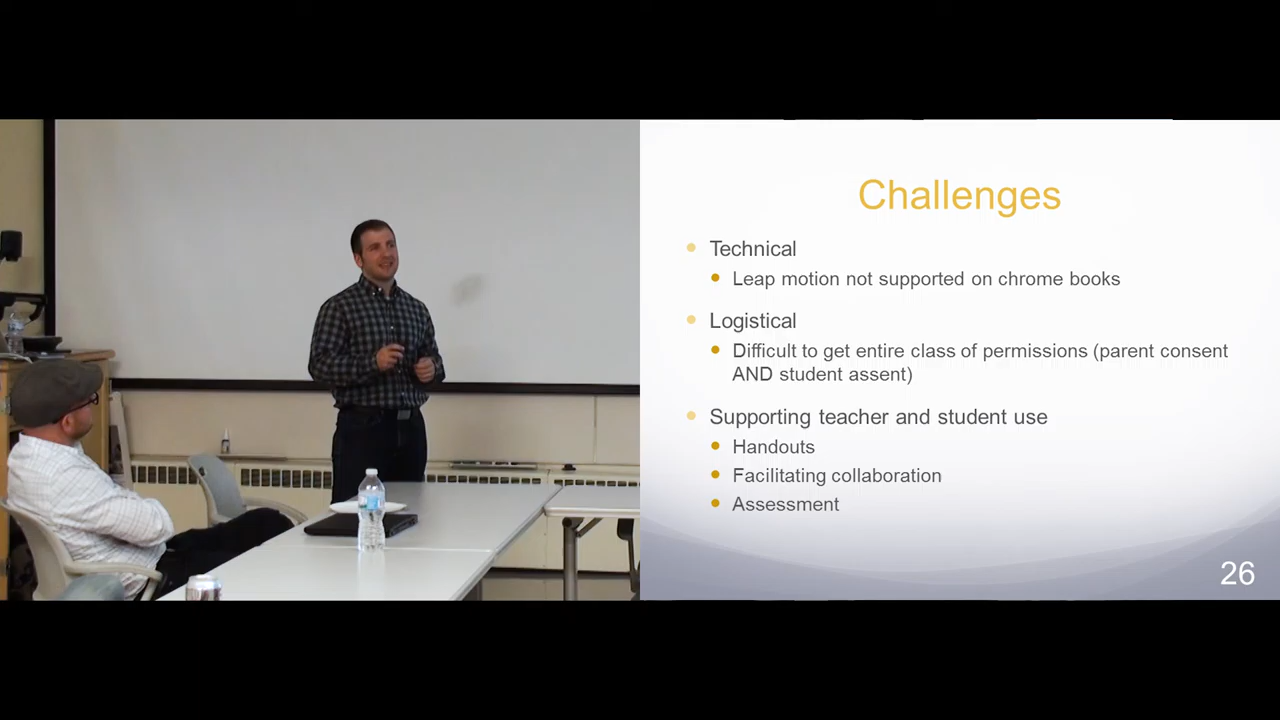 Challenges
Technical
Leap motion not supported on chrome books
Logistical
Difficult to get entire class of permissions (parent consent
AND student assent)
Supporting teacher and student use
Handouts
Facilitating collaboration
Assessment
26